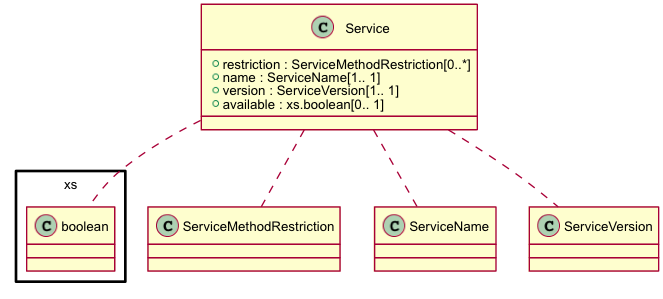 C Service
restriction : ServiceMethodRestriction[0..*]
name : ServiceName[1.. 1]
version : ServiceVersion[1.. 1]
available : xs.boolean[0.. 1]
xs
C boolean
C ServiceMethodRestriction
C ServiceName
C ServiceVersion